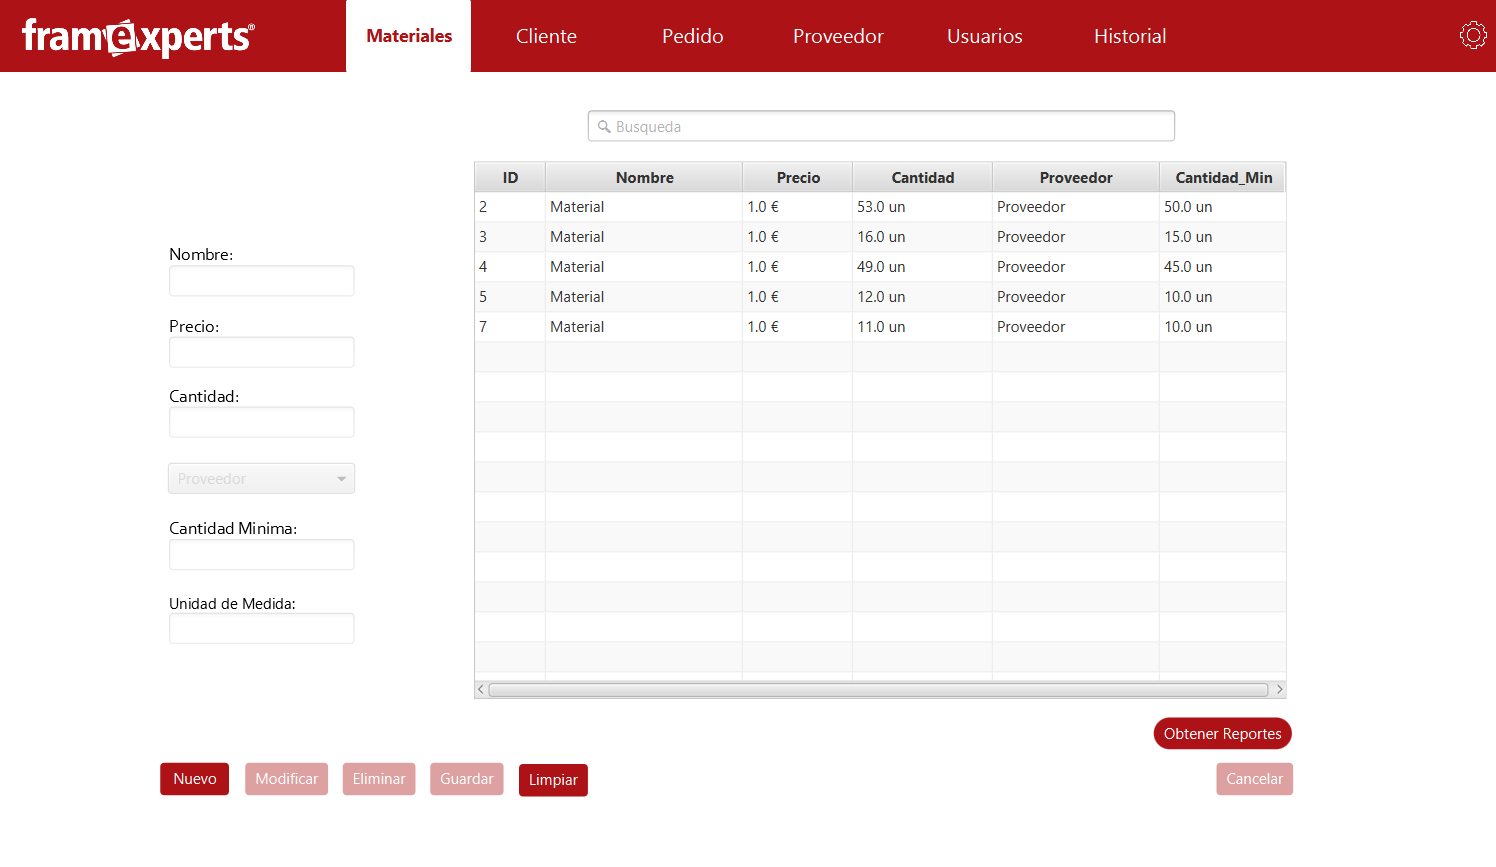 framexperts®
Materiales Cliente Pedido Proveedor Usuarios Historial
Busqueda
ID Nombre Precio Cantidad Proveedor Cantidad_Min
2 Material 1.0 € 53.0 un Proveedor 50.0 un
3 Material 1.0 € 16.0 un Proveedor 15.0 un
4 Material 1.0 € 49.0 un Proveedor 45.0 un
5 Material 1.0 € 12.0 un Proveedor 10.0 un
7 Material 1.0 € 11.0 un Proveedor 10.0 un
Nombre:
Precio:
Cantidad:
Proveedor
Cantidad Minima:
Unidad de Medida:
Obtener Reportes
Nuevo Modificar Eliminar Guardar Limpiar Cancelar